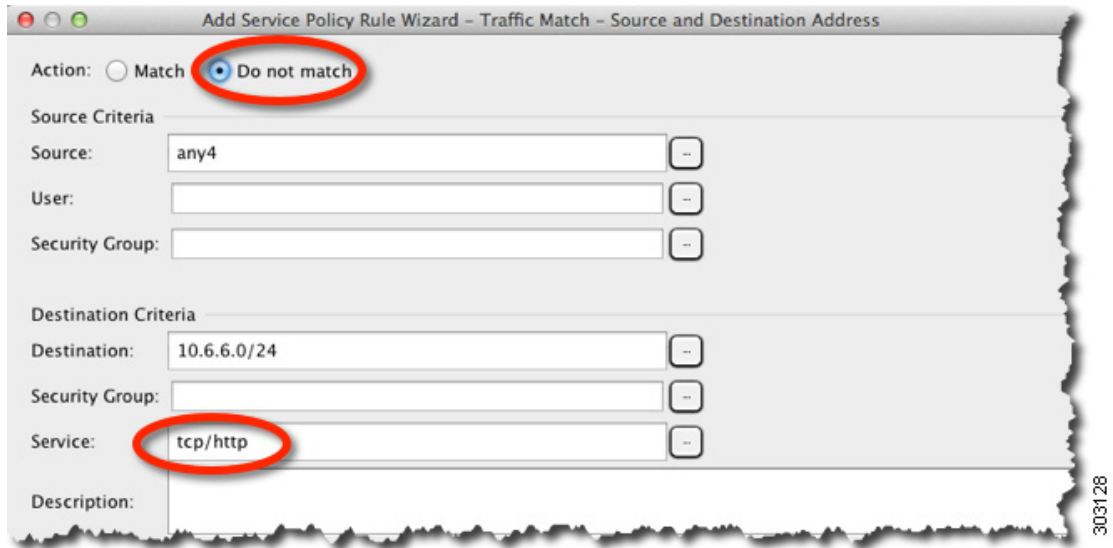 Add Service Policy Rule Wizard – Traffic Match – Source and Destination Address
Action: Match Do not match
Source Criteria
Source: any4 ...
User: ...
Security Group: ...
Destination Criteria
Destination: 10.6.6.0/24 ...
Security Group: ...
Service: tcp/http ...
Description:
303128